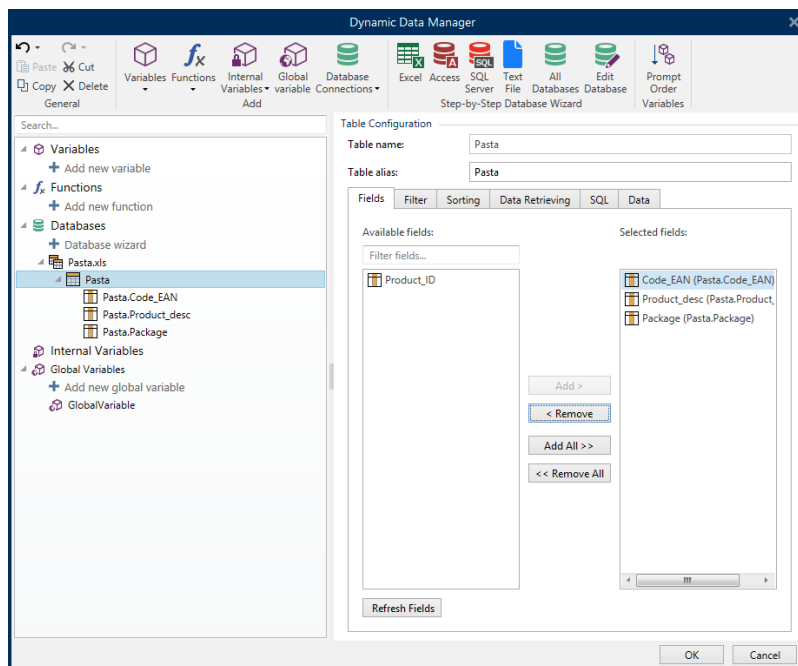 Dynamic Data Manager
Paste Cut
Copy Delete
General
Variables Functions Internal Variables Global variable Database Connections
Add
Excel Access SQL Server Text File All Databases Edit Database
Step-by-Step Database Wizard
Prompt Order
Variables
Search...
Variables
Add new variable
Functions
Add new function
Databases
Database wizard
Pasta.xls
Pasta
Pasta.Code_EAN
Pasta.Product_desc
Pasta.Package
Internal Variables
Global Variables
Add new global variable
GlobalVariable
Table Configuration
Table name: Pasta
Table alias: Pasta
Fields Filter Sorting Data Retrieving SQL Data
Available fields:
Filter fields...
Product_ID
Add >
< Remove
Add All >>
<< Remove All
Selected fields:
Code_EAN (Pasta.Code_EAN)
Product_desc (Pasta.Product_
Package (Pasta.Package)
Refresh Fields
OK Cancel